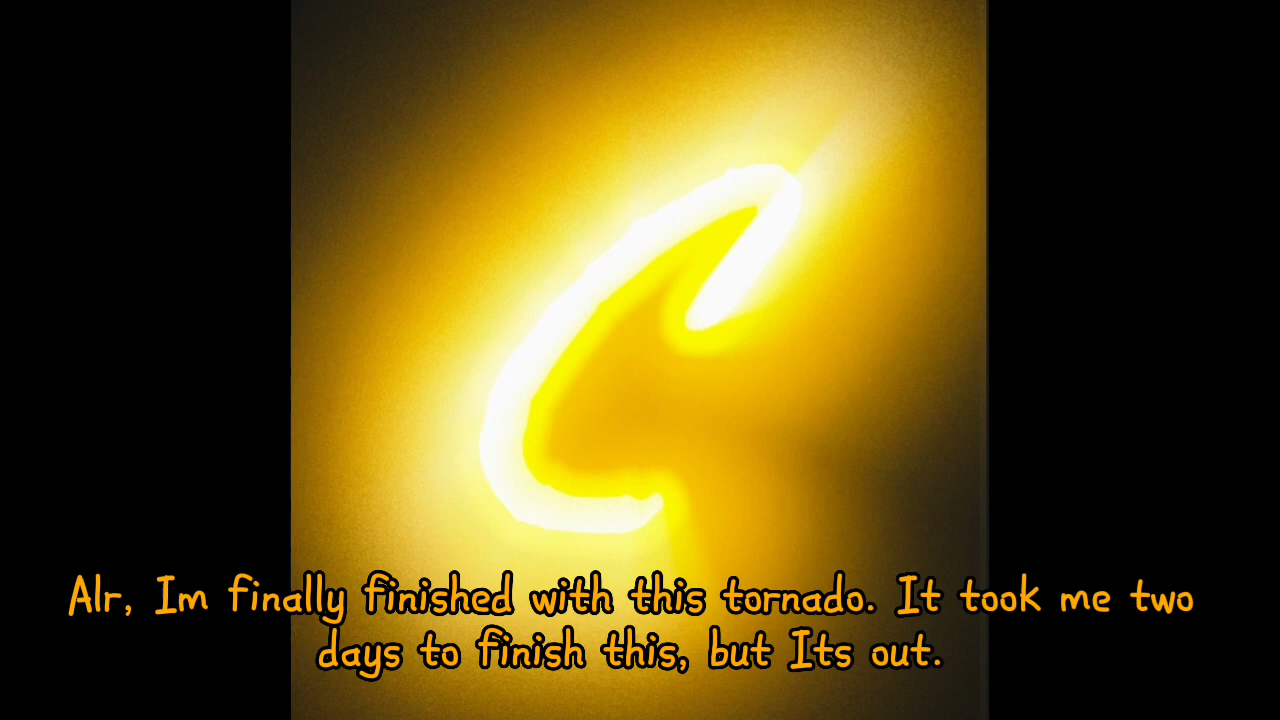 Alr, Im finally finished with this tornado. It took me two
days to finish this, but Its out.